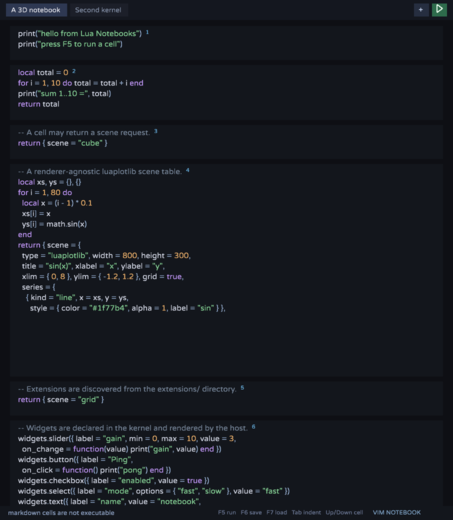 A 3D notebook Second kernel +
print("hello from Lua Notebooks") 1
print("press F5 to run a cell")
local total = 0 2
for i = 1, 10 do total = total + i end
print("sum 1..10 =", total)
return total
-- A cell may return a scene request. 3
return { scene = "cube" }
-- A renderer-agnostic luaplotlib scene table. 4
local xs, ys = {}, {}
for i = 1, 80 do
local x = (i - 1) * 0.1
xs[i] = x
ys[i] = math.sin(x)
end
return { scene = {
type = "luaplotlib", width = 800, height = 300,
title = "sin(x)", xlabel = "x", ylabel = "y",
xlim = { 0, 8 }, ylim = { -1.2, 1.2 }, grid = true,
series = {
{ kind = "line", x = xs, y = ys,
style = { color = "#1f77b4", alpha = 1, label = "sin" } },
-- Extensions are discovered from the extensions/ directory. 5
return { scene = "grid" }
-- Widgets are declared in the kernel and rendered by the host. 6
widgets.slider({ label = "gain", min = 0, max = 10, value = 3,
on_change = function(value) print("gain", value) end })
widgets.button({ label = "Ping",
on_click = function() print("pong") end })
widgets.checkbox({ label = "enabled", value = true })
widgets.select({ label = "mode", options = { "fast", "slow" }, value = "fast" })
widgets.text({ label = "name", value = "notebook",
markdown cells are not executable F5 run F6 save F7 load Tab indent Up/Down cell VIM NOTEBOOK